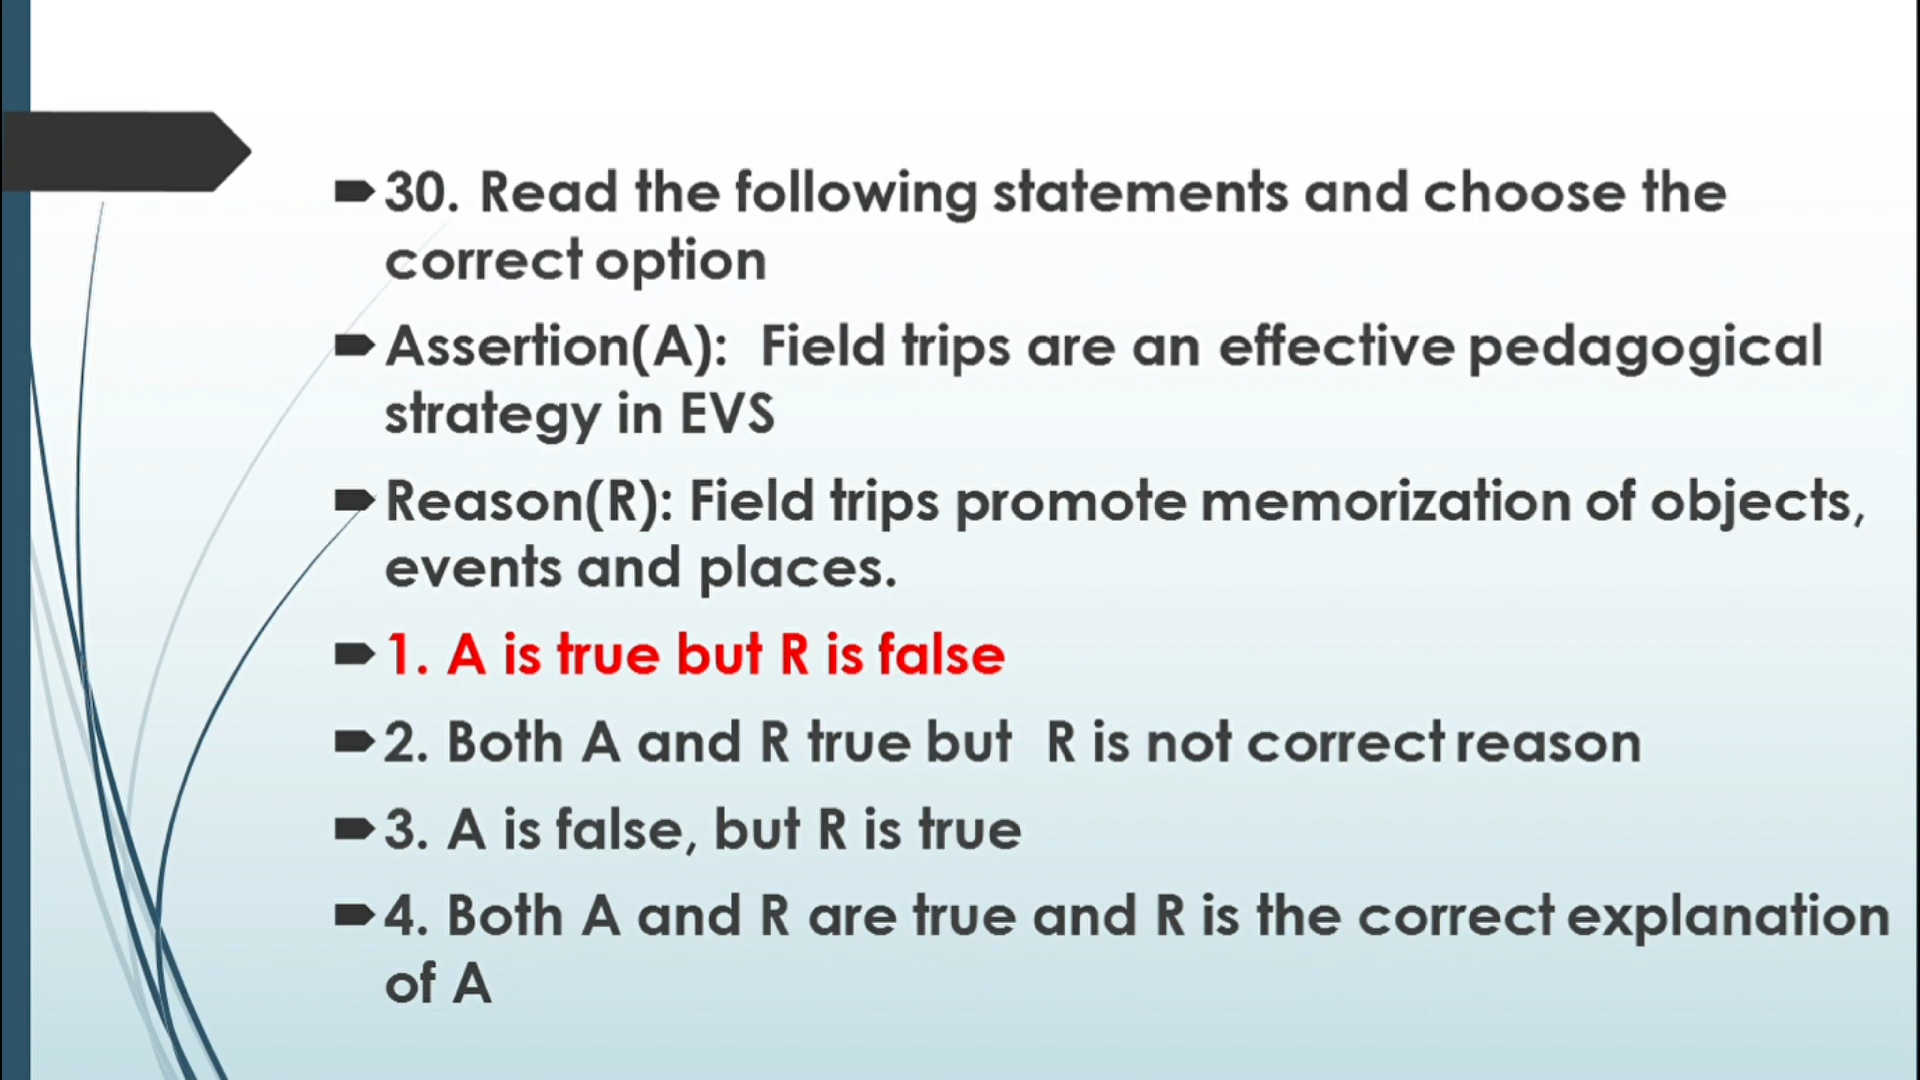 30. Read the following statements and choose the
correct option
Assertion(A): Field trips are an effective pedagogical
strategy in EVS
Reason(R): Field trips promote memorization of objects,
events and places.
1. A is true but R is false
2. Both A and R true but R is not correct reason
3. A is false, but R is true
4. Both A and R are true and R is the correct explanation
of A